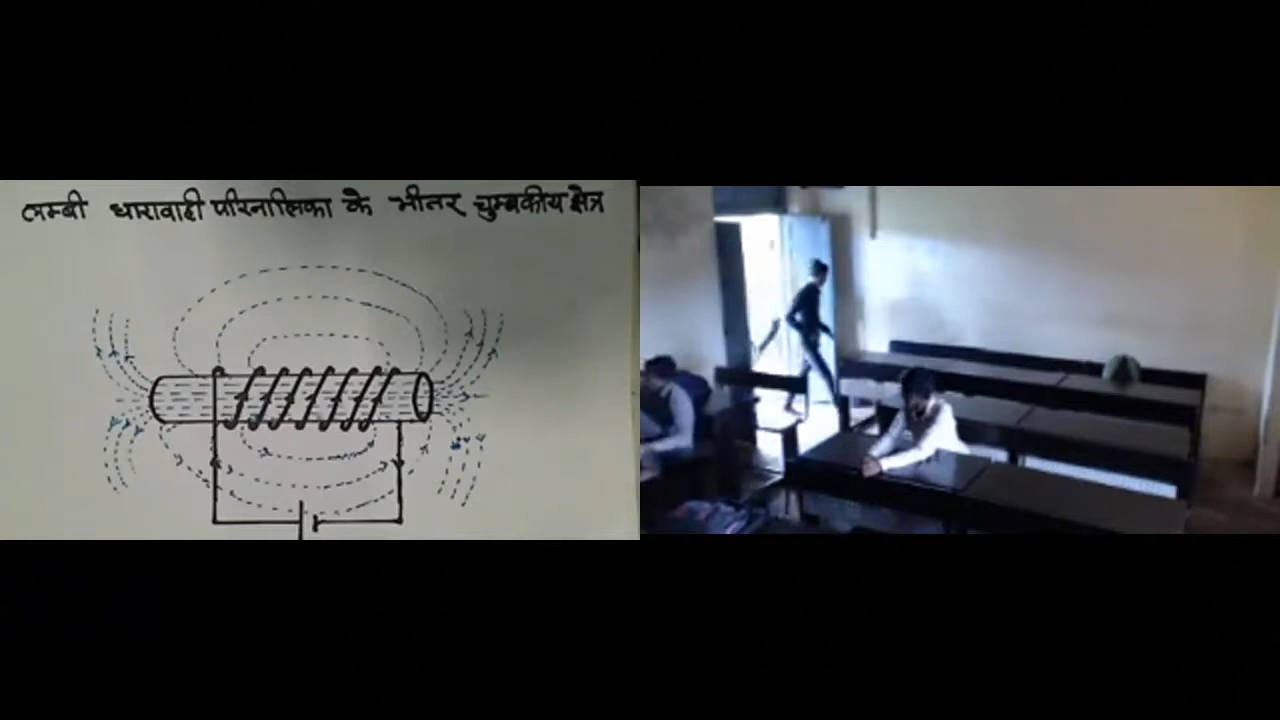 लम्बी धारावाही परिनालिका के भीतर चुम्बकीय क्षेत्र